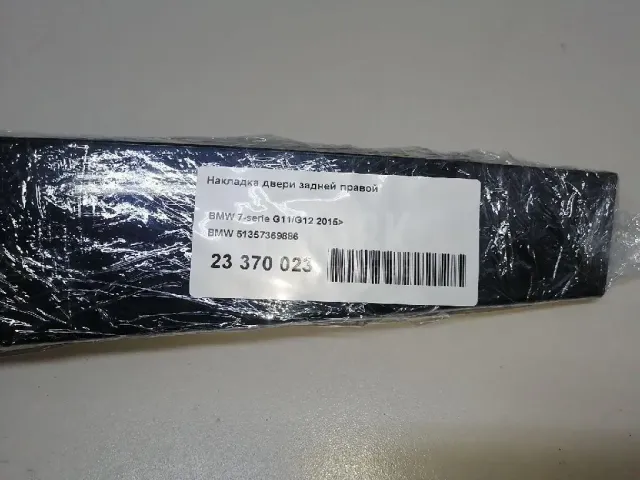 Накладка двери задней правой
BMW 7-serie G11/G12 2015>
BMW 51357369886
23 370 023